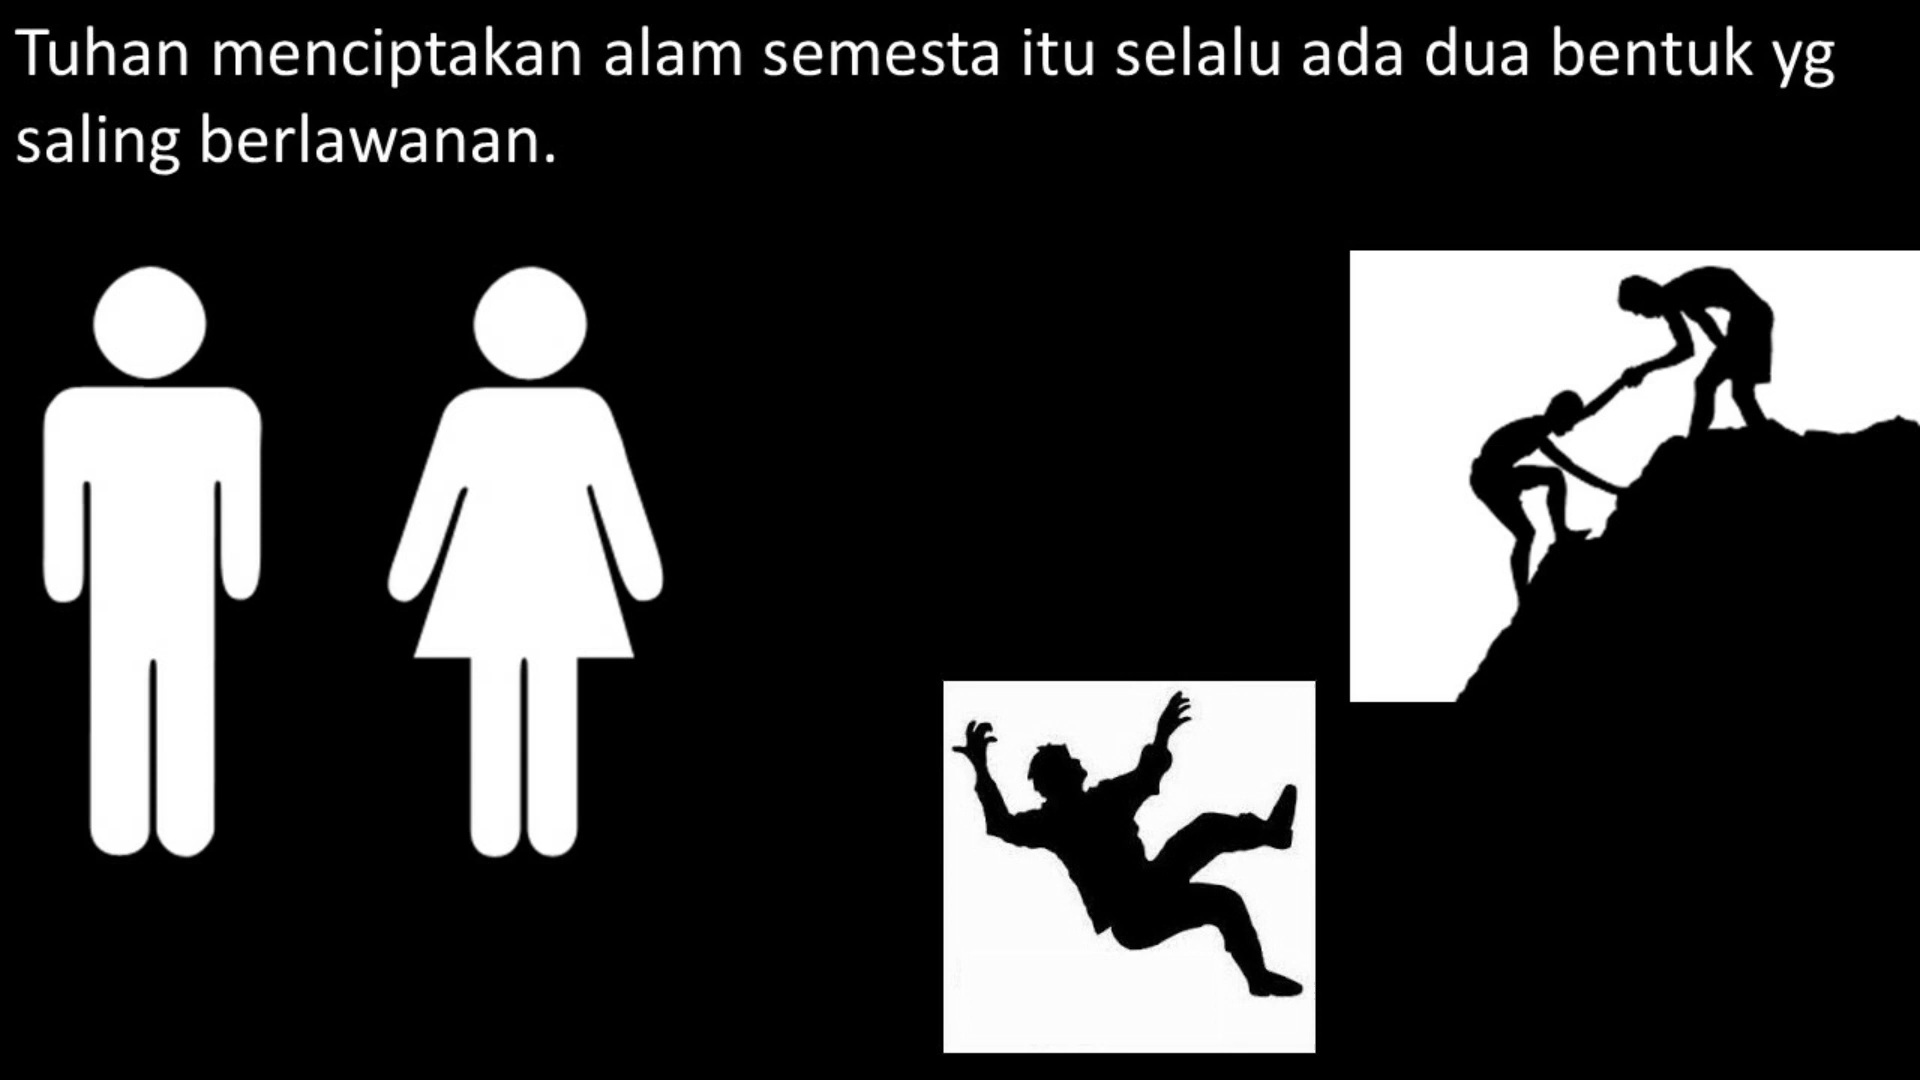 Tuhan menciptakan alam semesta itu selalu ada dua bentuk yg
saling berlawanan.